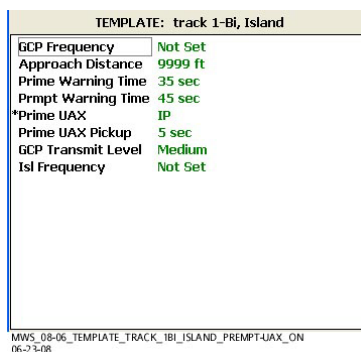 TEMPLATE: track 1-Bi, Island
GCP Frequency Not Set
Approach Distance 9999 ft
Prime Warning Time 35 sec
Prmpt Warning Time 45 sec
*Prime UAX IP
Prime UAX Pickup 5 sec
GCP Transmit Level Medium
Isl Frequency Not Set
MWS_08-06_TEMPLATE_TRACK_1BI_ISLAND_PREMPT-UAX_ON
06-23-08